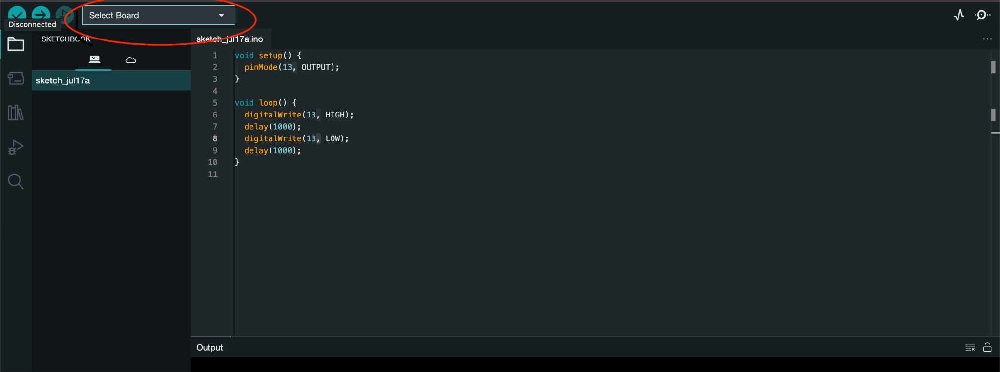 Select Board
Disconnected
SKETCHBOOK
sketch_jul17a
sketch_jul17a.ino
1 void setup() {
2 pinMode(13, OUTPUT);
3 }
4
5 void loop() {
6 digitalWrite(13, HIGH);
7 delay(1000);
8 digitalWrite(13, LOW);
9 delay(1000);
10 }
11
Output